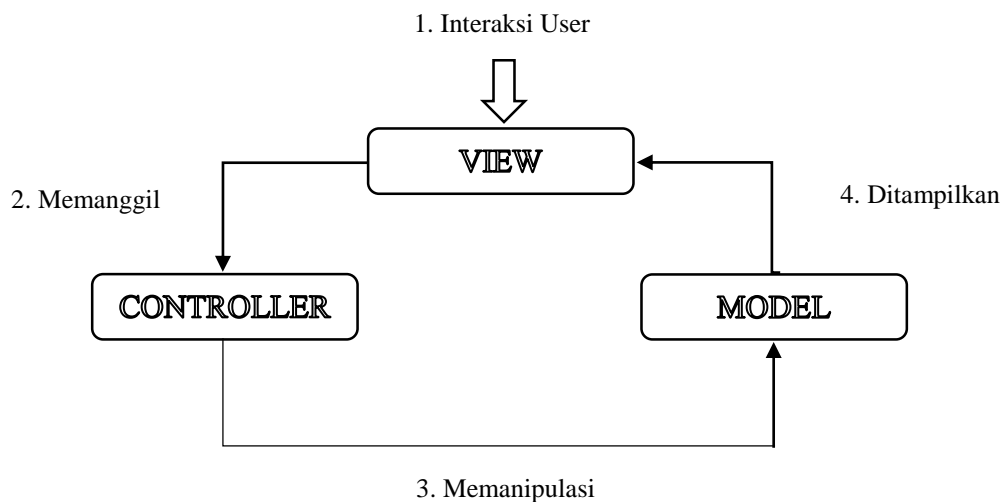 1. Interaksi User
VIEW
2. Memanggil
4. Ditampilkan
CONTROLLER
MODEL
3. Memanipulasi